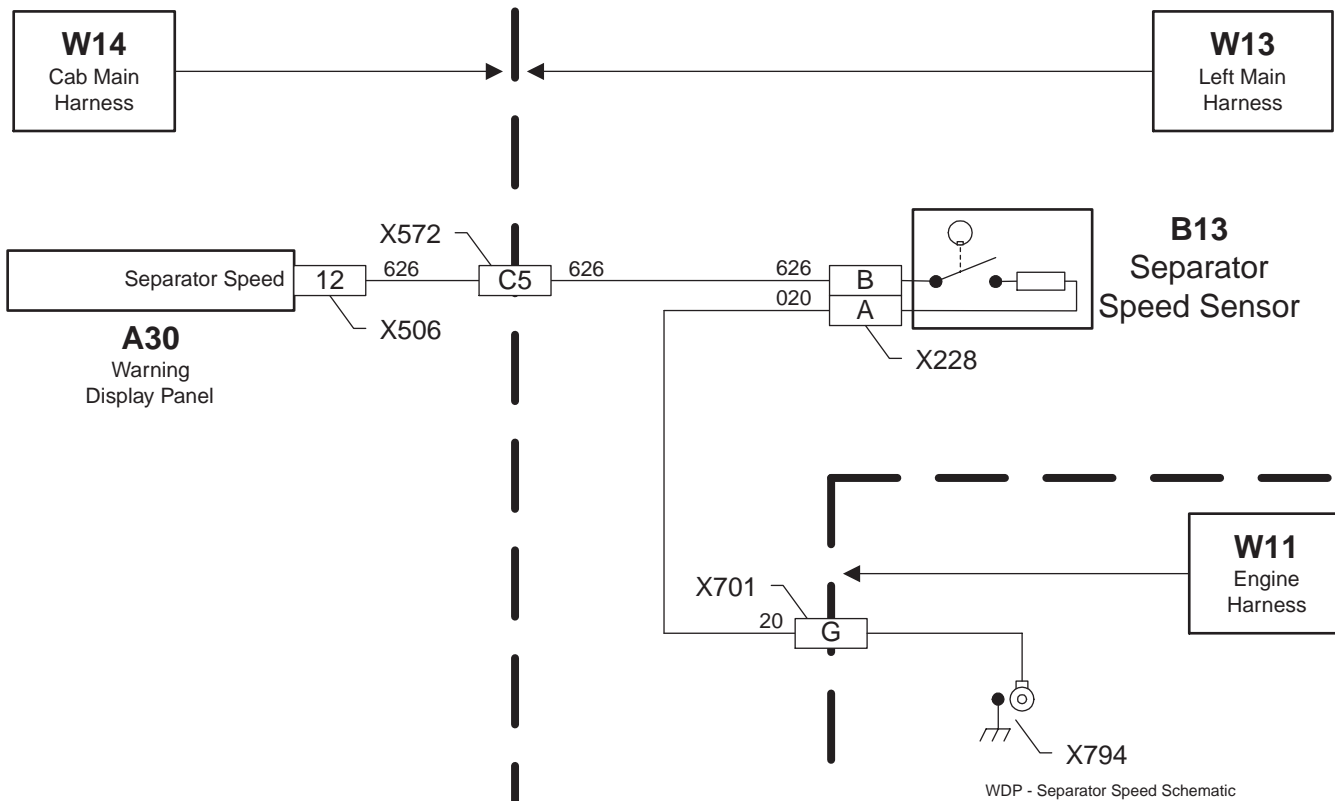 W14
Cab Main
Harness
W13
Left Main
Harness
X572
Separator Speed
12
626
C5
626
626
B
020
A
B13
Separator
Speed Sensor
X506
A30
Warning
Display Panel
X228
W11
Engine
Harness
X701
20
G
X794
WDP - Separator Speed Schematic